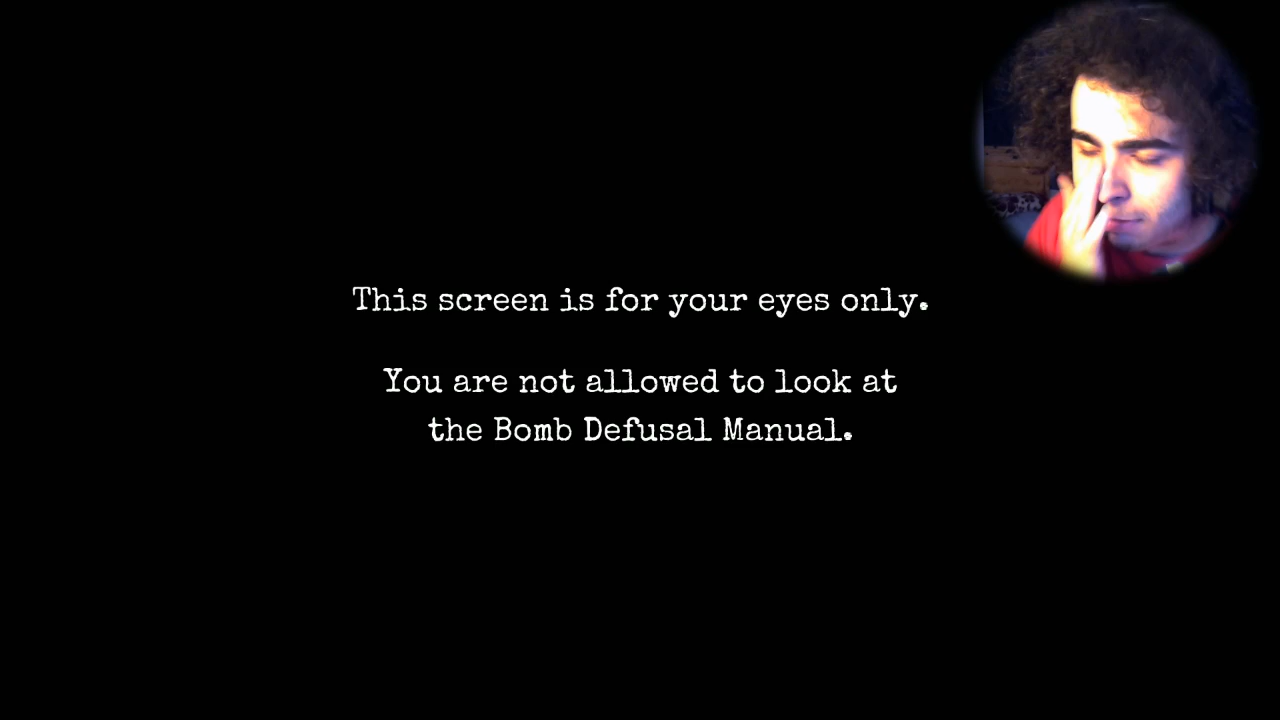 This screen is for your eyes only.
You are not allowed to look at
the Bomb Defusal Manual.